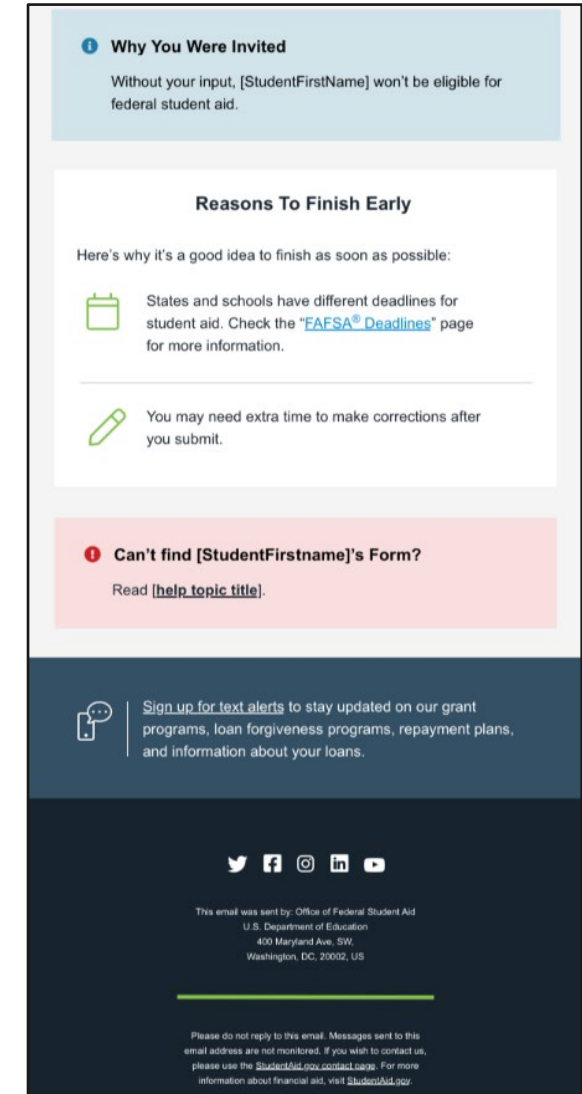 Why You Were Invited
Without your input, [StudentFirstName] won’t be eligible for
federal student aid.
Reasons To Finish Early
Here’s why it’s a good idea to finish as soon as possible:
States and schools have different deadlines for
student aid. Check the “FAFSA® Deadlines” page
for more information.
You may need extra time to make corrections after
you submit.
Can’t find [StudentFirstname]’s Form?
Read [help topic title].
Sign up for text alerts to stay updated on our grant
programs, loan forgiveness programs, repayment plans,
and information about your loans.
This email was sent by: Office of Federal Student Aid
U.S. Department of Education
400 Maryland Ave, SW,
Washington, DC, 20002, US
Please do not reply to this email. Messages sent to this
email address are not monitored. If you wish to contact us,
please use the StudentAid.gov contact page. For more
information about financial aid, visit StudentAid.gov.